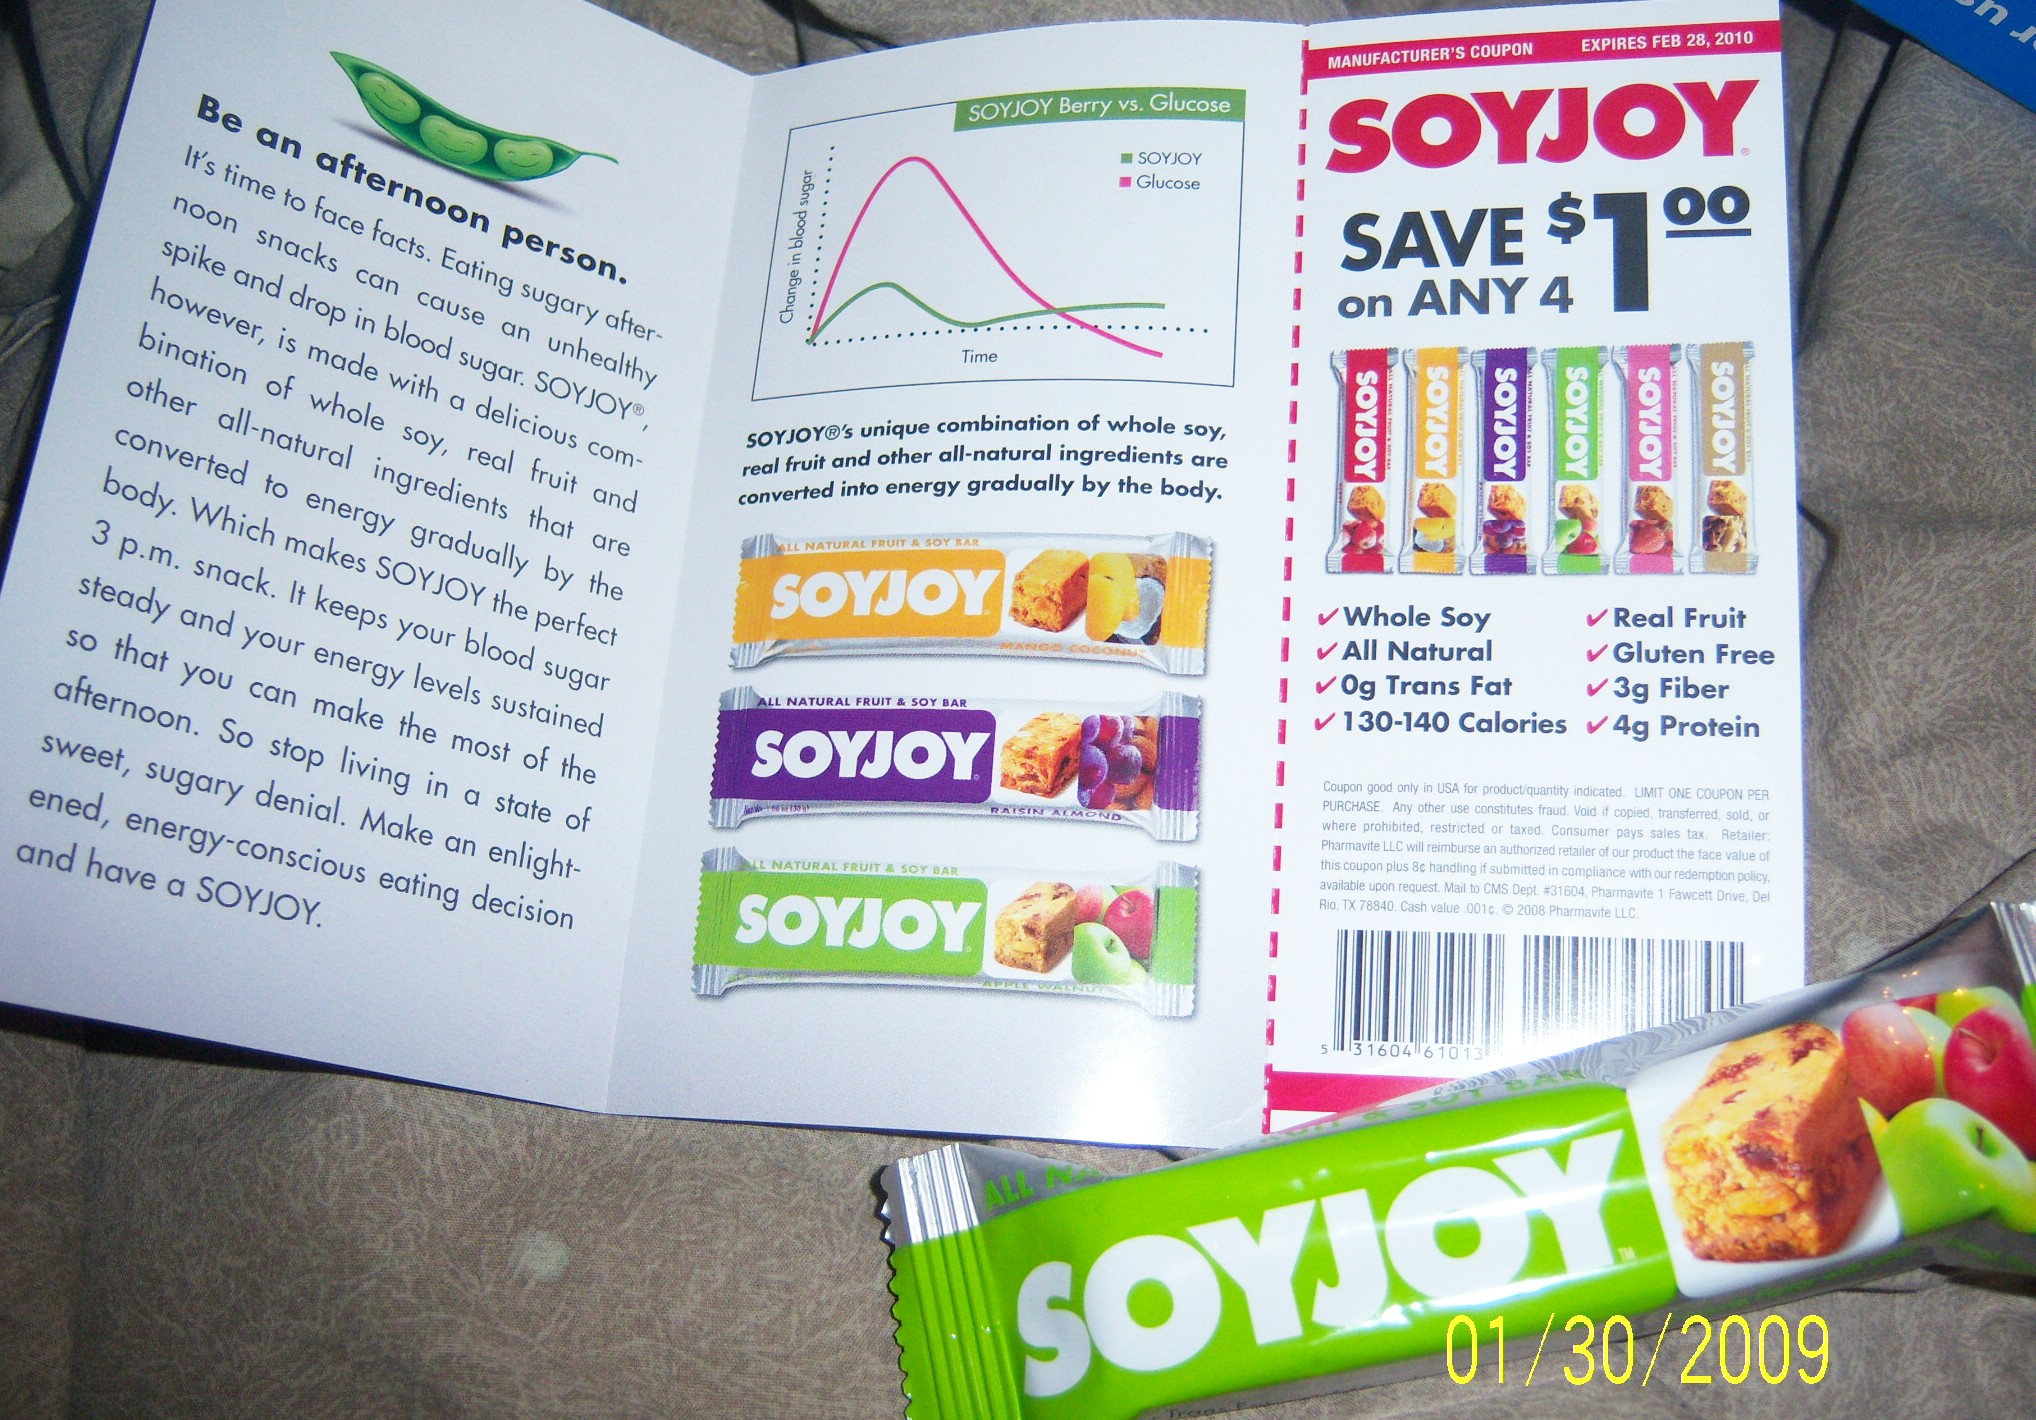 Be an afternoon person.
It's time to face facts. Eating sugary after-
noon snacks can cause an unhealthy
spike and drop in blood sugar. SOYJOY®,
however, is made with a delicious com-
bination of whole soy, real fruit and
other all-natural ingredients that are
converted to energy gradually by the
body. Which makes SOYJOY the perfect
3 p.m. snack. It keeps your blood sugar
steady and your energy levels sustained
so that you can make the most of the
afternoon. So stop living in a state of
sweet, sugary denial. Make an enlight-
ened, energy-conscious eating decision
and have a SOYJOY.
SOYJOY Berry vs. Glucose
SOYJOY
Glucose
Change in blood sugar
Time
SOYJOY®'s unique combination of whole soy,
real fruit and other all-natural ingredients are
converted into energy gradually by the body.
ALL NATURAL FRUIT & SOY BAR
SOYJOY
MANGO COCONUT
ALL NATURAL FRUIT & SOY BAR
SOYJOY
RAISIN ALMOND
ALL NATURAL FRUIT & SOY BAR
SOYJOY
APPLE WALNUT
MANUFACTURER'S COUPON EXPIRES FEB 28, 2010
SOYJOY®
SAVE $1.00
on ANY 4
SOYJOY SOYJOY SOYJOY SOYJOY SOYJOY SOYJOY
✓ Whole Soy ✓ Real Fruit
✓ All Natural ✓ Gluten Free
✓ 0g Trans Fat ✓ 3g Fiber
✓ 130-140 Calories ✓ 4g Protein
Coupon good only in USA for product/quantity indicated. LIMIT ONE COUPON PER
PURCHASE. Any other use constitutes fraud. Void if copied, transferred, sold, or
where prohibited, restricted or taxed. Consumer pays sales tax. Retailer:
Pharmavite LLC will reimburse an authorized retailer of our product the face value of
this coupon plus 8¢ handling if submitted in compliance with our redemption policy,
available upon request. Mail to CMS Dept. #31604, Pharmavite 1 Fawcett Drive, Del
Rio, TX 78840. Cash value .001¢. © 2008 Pharmavite LLC.
5 31604 61013
ALL FRUIT & SOY BAR
SOYJOY™
01/30/2009